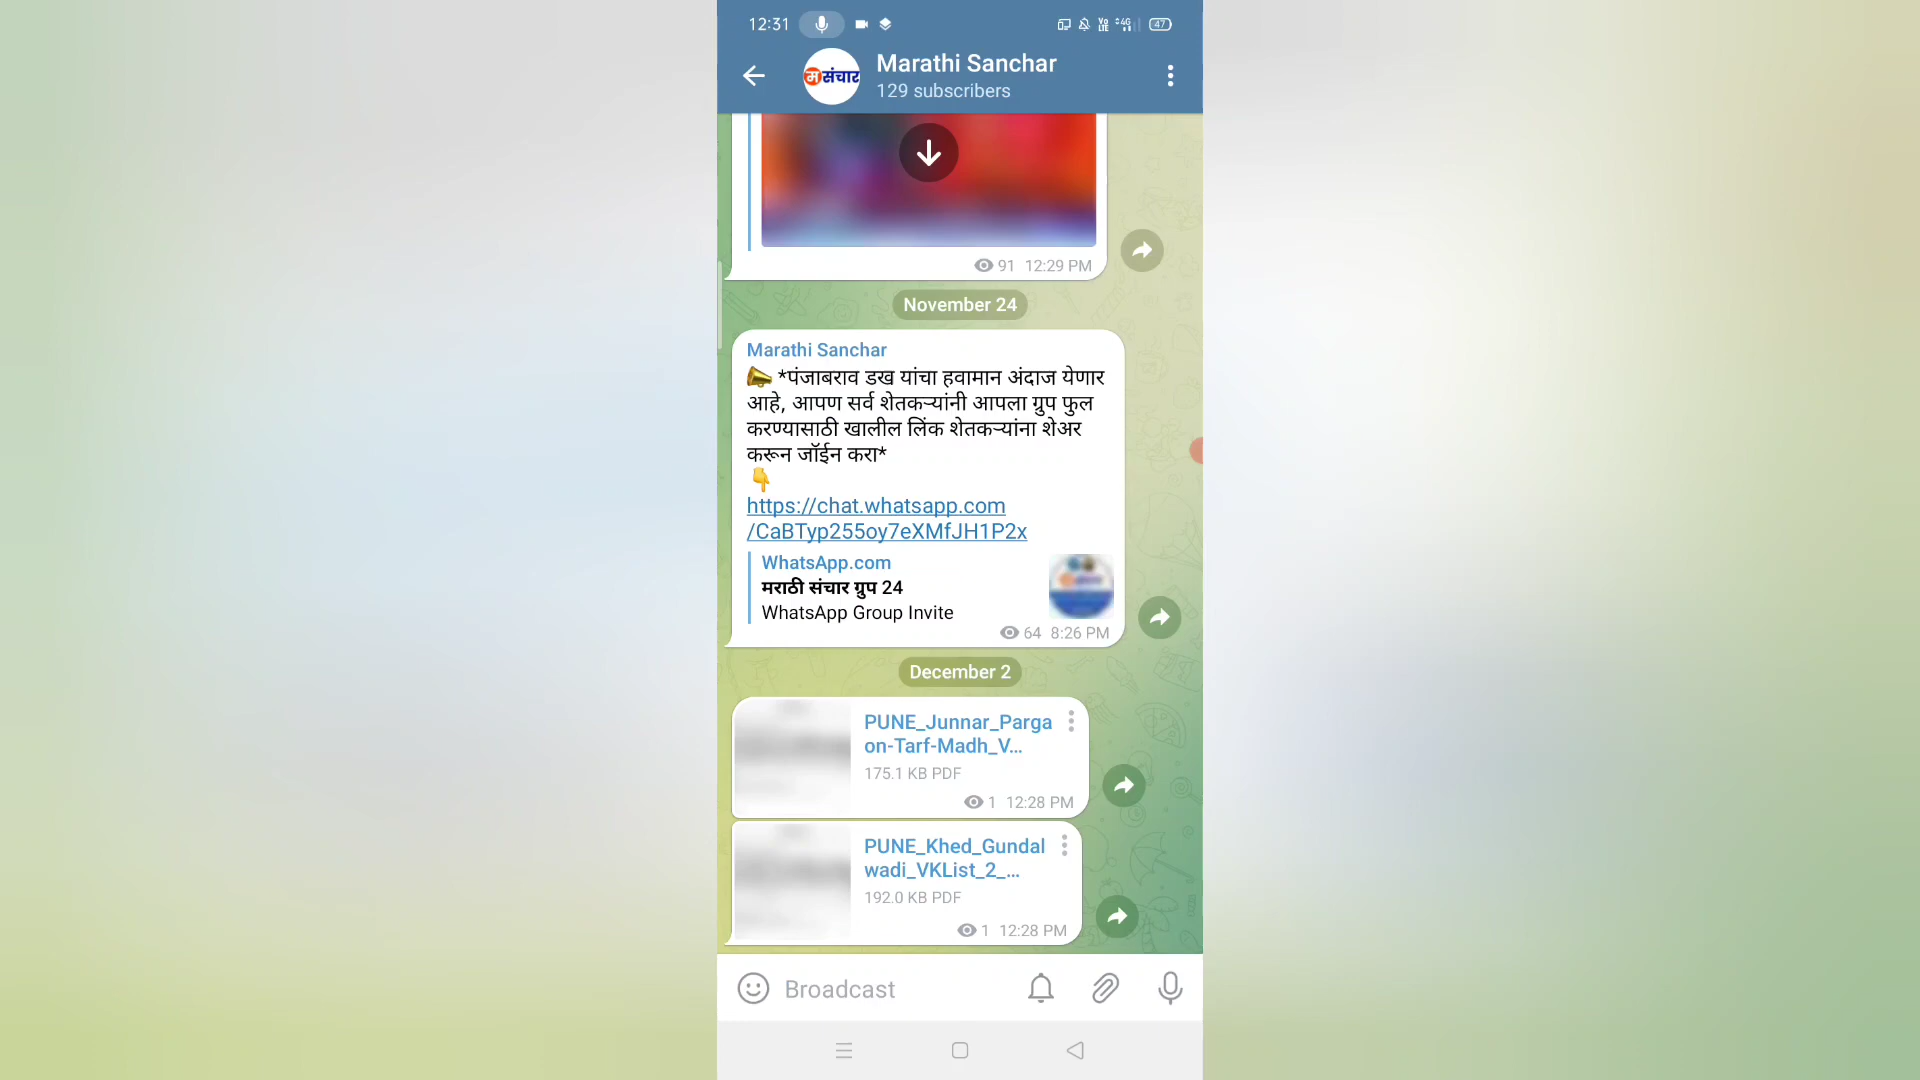 12:31
VoLTE 4G 47
म संचार
Marathi Sanchar
129 subscribers
91 12:29 PM
November 24
Marathi Sanchar
📣 *पंजाबराव डख यांचा हवामान अंदाज येणार
आहे, आपण सर्व शेतकऱ्यांनी आपला ग्रुप फुल
करण्यासाठी खालील लिंक शेतकऱ्यांना शेअर
करून जॉईन करा*
👇
https://chat.whatsapp.com
/CaBTyp255oy7eXMfJH1P2x
WhatsApp.com
मराठी संचार ग्रुप 24
WhatsApp Group Invite
64 8:26 PM
December 2
PUNE_Junnar_Parga
on-Tarf-Madh_V...
175.1 KB PDF
1 12:28 PM
PUNE_Khed_Gundal
wadi_VKList_2_...
192.0 KB PDF
1 12:28 PM
Broadcast